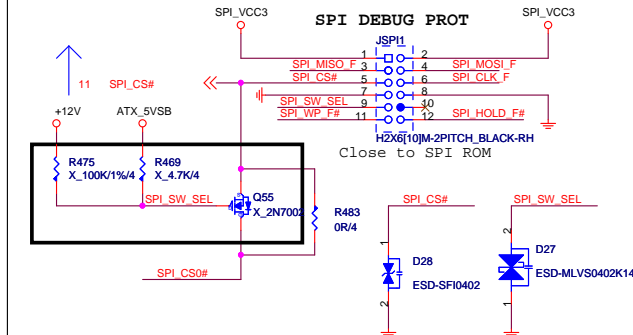 SPI_VCC3
SPI DEBUG PROT
SPI_VCC3
JSPI1
1 2
SPI_MISO_F 3 4 SPI_MOSI_F
SPI_CS# 5 6 SPI_CLK_F
7 8
SPI_SW_SEL 9 10
SPI_WP_F# 11 12 SPI_HOLD_F#
H2X6[10]M-2PITCH_BLACK-RH
Close to SPI ROM
11 SPI_CS#
+12V ATX_5VSB
R475
X_100K/1%/4
R469
X_4.7K/4
SPI_SW_SEL
Q55
X_2N7002
R483
0R/4
SPI_CS0#
SPI_CS#
1
D28
ESD-SFI0402
2
SPI_SW_SEL
2
D27
ESD-MLVS0402K14
1